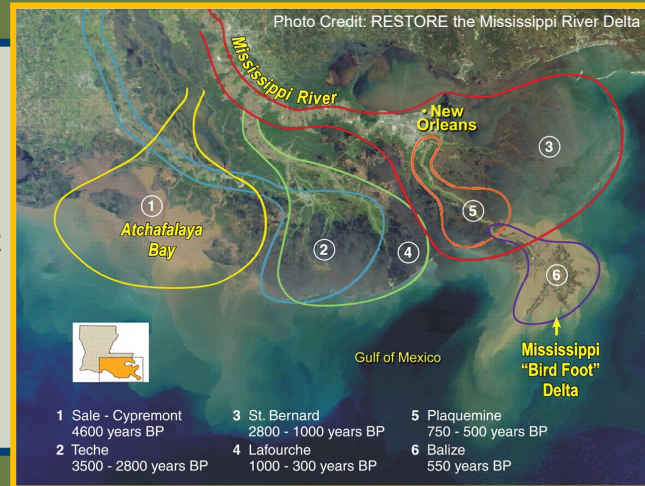 Photo Credit: RESTORE the Mississippi River Delta
Mississippi River
• New
Orleans
3
1
5
Atchafalaya
Bay
2
4
6
Gulf of Mexico
Mississippi
“Bird Foot”
Delta
1 Sale - Cypremont
4600 years BP
2 Teche
3500 - 2800 years BP
3 St. Bernard
2800 - 1000 years BP
4 Lafourche
1000 - 300 years BP
5 Plaquemine
750 - 500 years BP
6 Balize
550 years BP